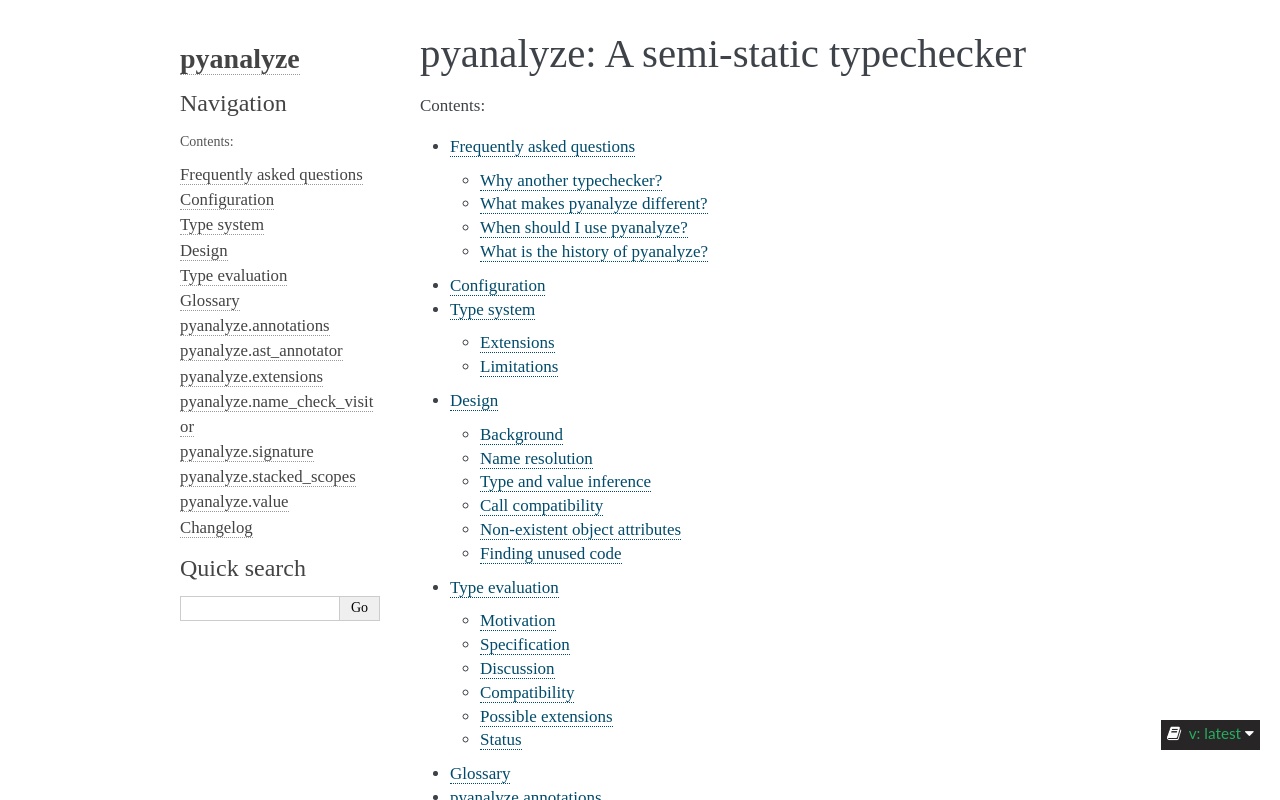 pyanalyze
Navigation
Contents:
Frequently asked questions
Configuration
Type system
Design
Type evaluation
Glossary
pyanalyze.annotations
pyanalyze.ast_annotator
pyanalyze.extensions
pyanalyze.name_check_visit
or
pyanalyze.signature
pyanalyze.stacked_scopes
pyanalyze.value
Changelog
Quick search
Go
pyanalyze: A semi-static typechecker
Contents:
Frequently asked questions
Why another typechecker?
What makes pyanalyze different?
When should I use pyanalyze?
What is the history of pyanalyze?
Configuration
Type system
Extensions
Limitations
Design
Background
Name resolution
Type and value inference
Call compatibility
Non-existent object attributes
Finding unused code
Type evaluation
Motivation
Specification
Discussion
Compatibility
Possible extensions
Status
Glossary
pyanalyze.annotations
v: latest